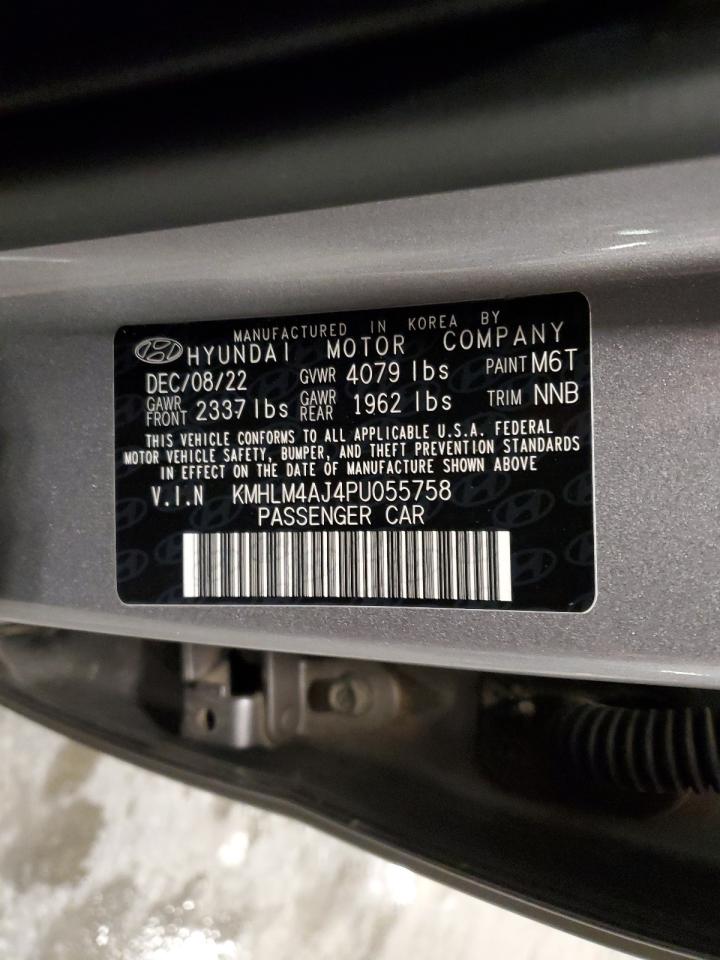 MANUFACTURED IN KOREA BY
HYUNDAI MOTOR COMPANY
DEC/08/22 GVWR 4079 lbs PAINT M6T
GAWR FRONT 2337 lbs GAWR REAR 1962 lbs TRIM NNB
THIS VEHICLE CONFORMS TO ALL APPLICABLE U.S.A. FEDERAL
MOTOR VEHICLE SAFETY, BUMPER, AND THEFT PREVENTION STANDARDS
IN EFFECT ON THE DATE OF MANUFACTURE SHOWN ABOVE
V.I.N KMHLM4AJ4PU055758
PASSENGER CAR